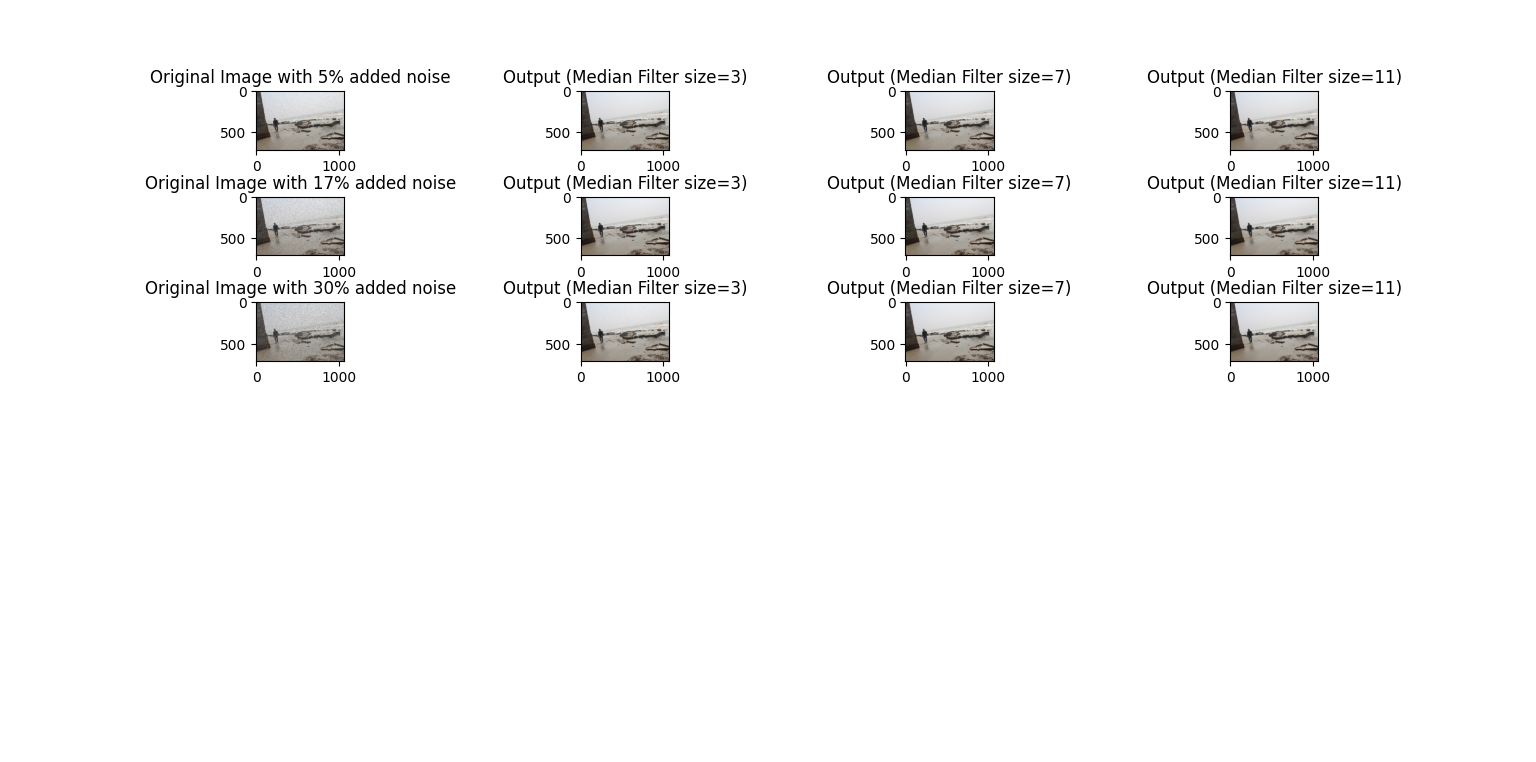 Original Image with 5% added noise Output (Median Filter size=3) Output (Median Filter size=7) Output (Median Filter size=11)
0 0 0 0
500 500 500 500
0 1000 0 1000 0 1000 0 1000
Original Image with 17% added noise Output (Median Filter size=3) Output (Median Filter size=7) Output (Median Filter size=11)
0 0 0 0
500 500 500 500
0 1000 0 1000 0 1000 0 1000
Original Image with 30% added noise Output (Median Filter size=3) Output (Median Filter size=7) Output (Median Filter size=11)
0 0 0 0
500 500 500 500
0 1000 0 1000 0 1000 0 1000